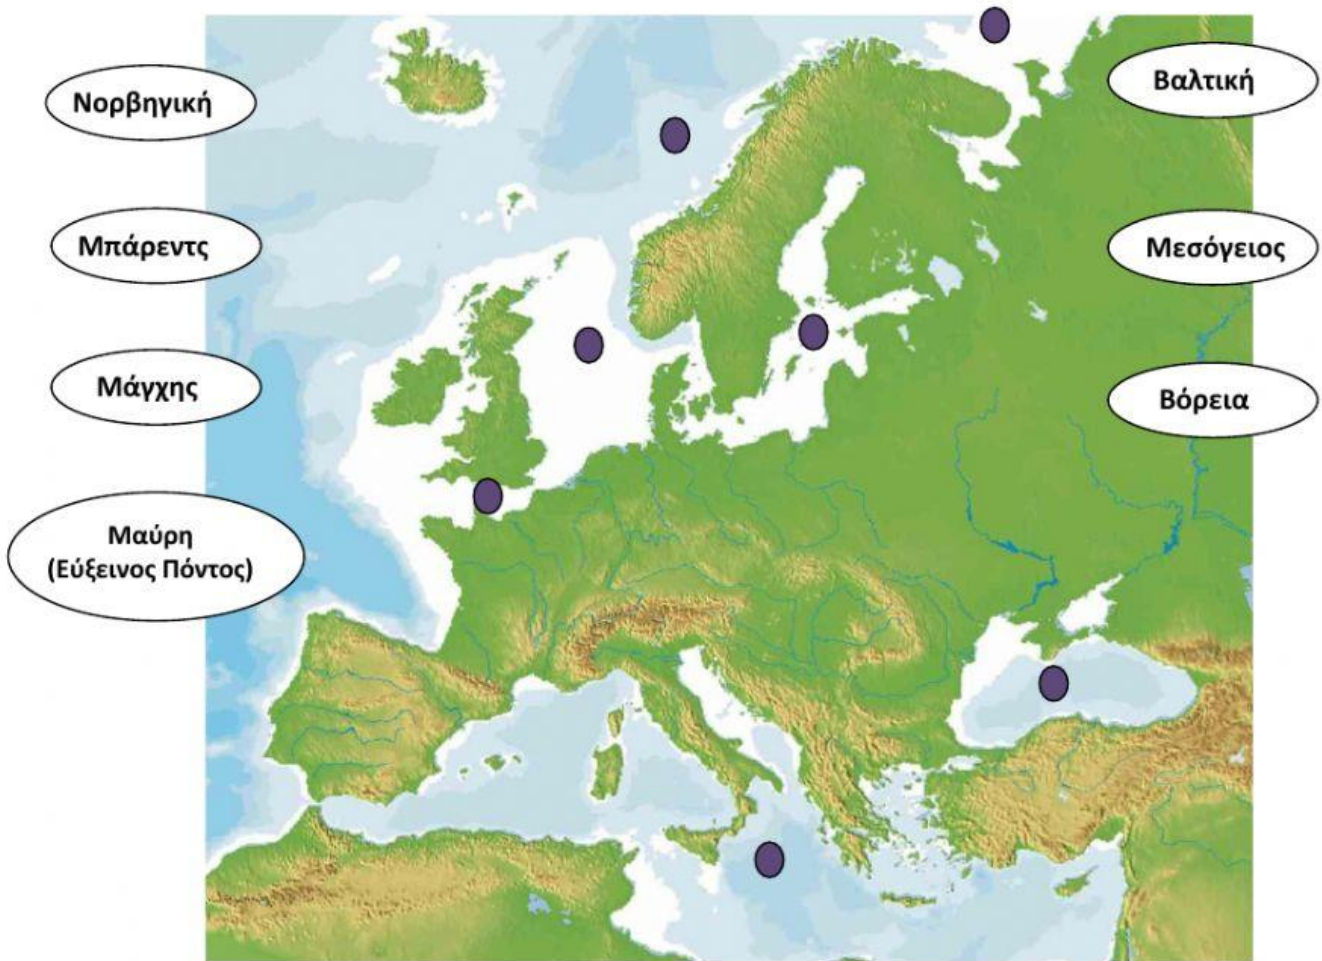 Νορβηγική
Μπάρεντς
Μάγχης
Μαύρη
(Εύξεινος Πόντος)
Βαλτική
Μεσόγειος
Βόρεια